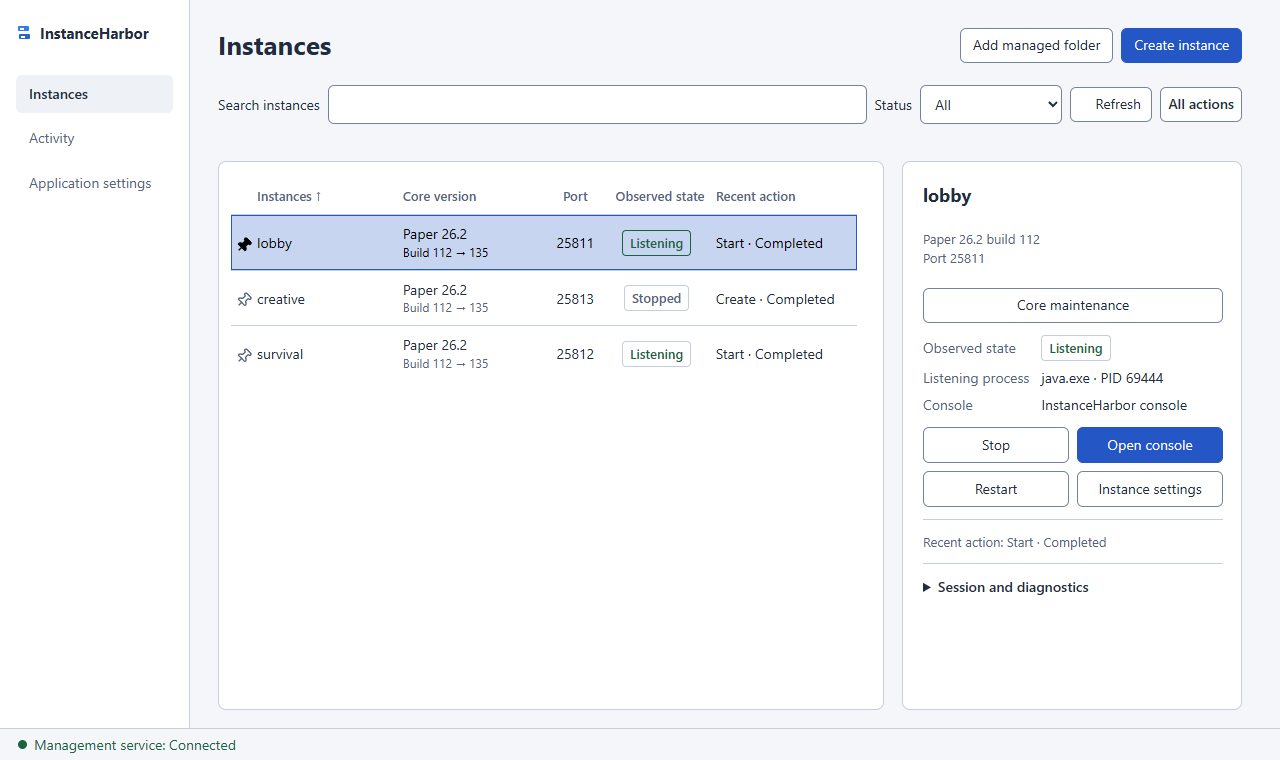 InstanceHarbor
Instances
Activity
Application settings
Instances
Add managed folder
Create instance
Search instances
Status
All
Refresh
All actions
Instances ↑ Core version Port Observed state Recent action
lobby Paper 26.2 25811 Listening Start · Completed
Build 112 → 135
creative Paper 26.2 25813 Stopped Create · Completed
Build 112 → 135
survival Paper 26.2 25812 Listening Start · Completed
Build 112 → 135
lobby
Paper 26.2 build 112
Port 25811
Core maintenance
Observed state Listening
Listening process java.exe · PID 69444
Console InstanceHarbor console
Stop Open console
Restart Instance settings
Recent action: Start · Completed
Session and diagnostics
Management service: Connected